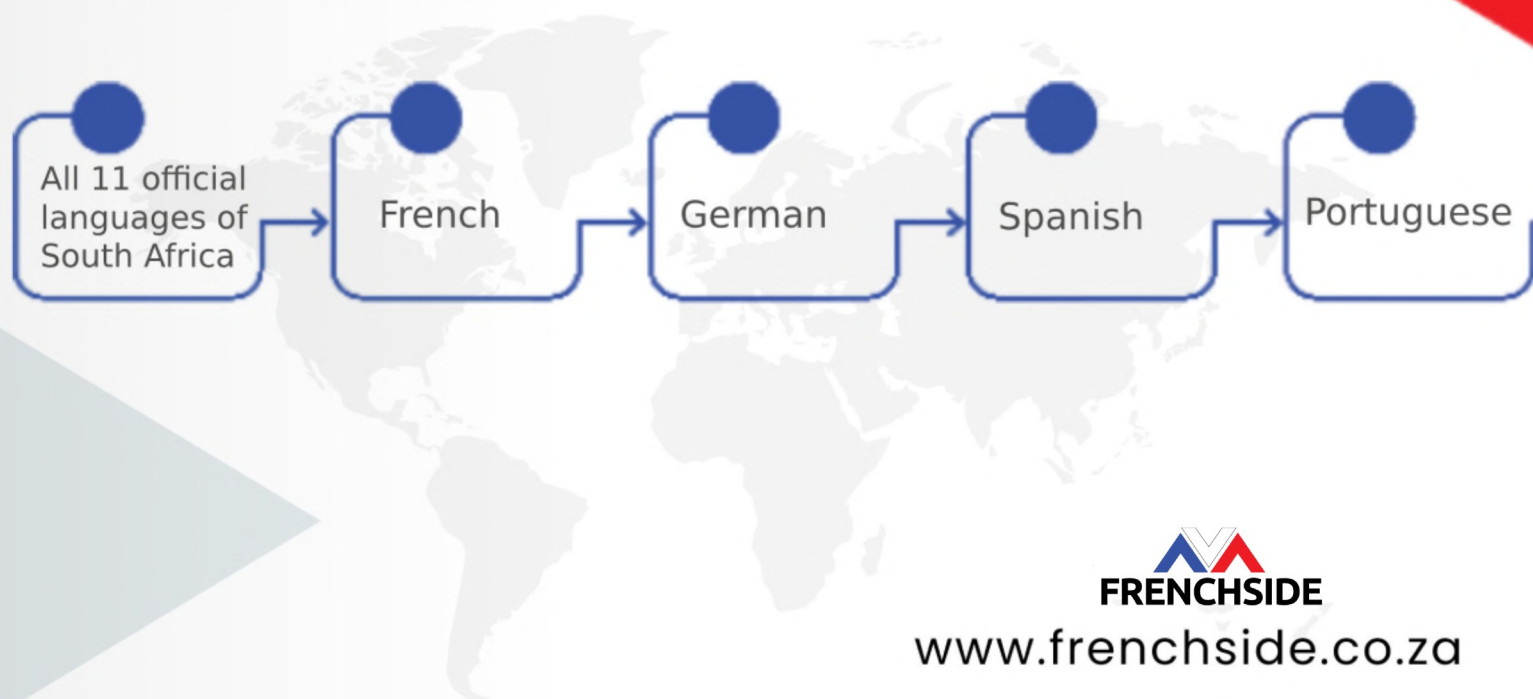 All 11 official
languages of
South Africa
French
German
Spanish
Portuguese
FRENCHSIDE
www.frenchside.co.za